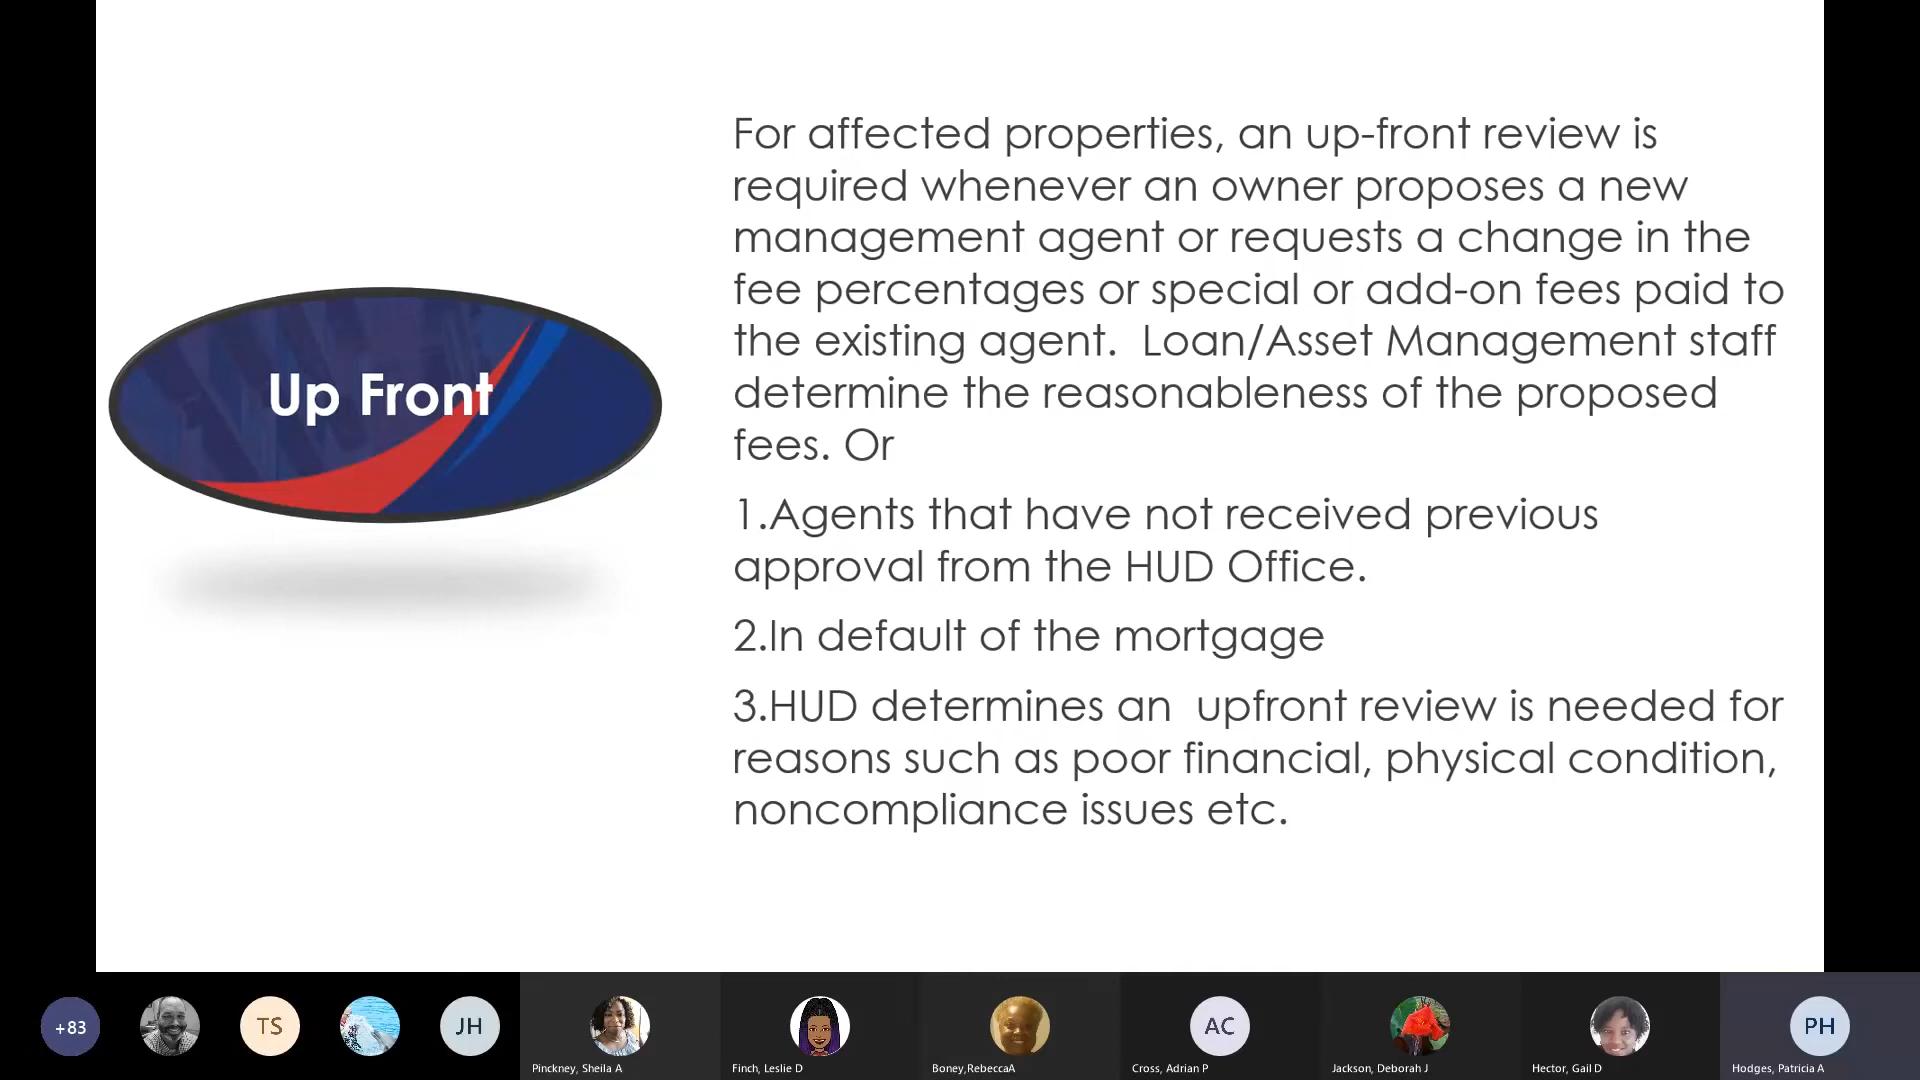 For affected properties, an up-front review is
required whenever an owner proposes a new
management agent or requests a change in the
fee percentages or special or add-on fees paid to
the existing agent.  Loan/Asset Management staff
determine the reasonableness of the proposed
fees. Or
Up Front
1.Agents that have not received previous
approval from the HUD Office.
2.In default of the mortgage
3.HUD determines an  upfront review is needed for
reasons such as poor financial, physical condition,
noncompliance issues etc.
+83
TS
JH
AC
PH
Pinckney, Sheila A
Finch, Leslie D
Boney,RebeccaA
Cross, Adrian P
Jackson, Deborah J
Hector, Gail D
Hodges, Patricia A